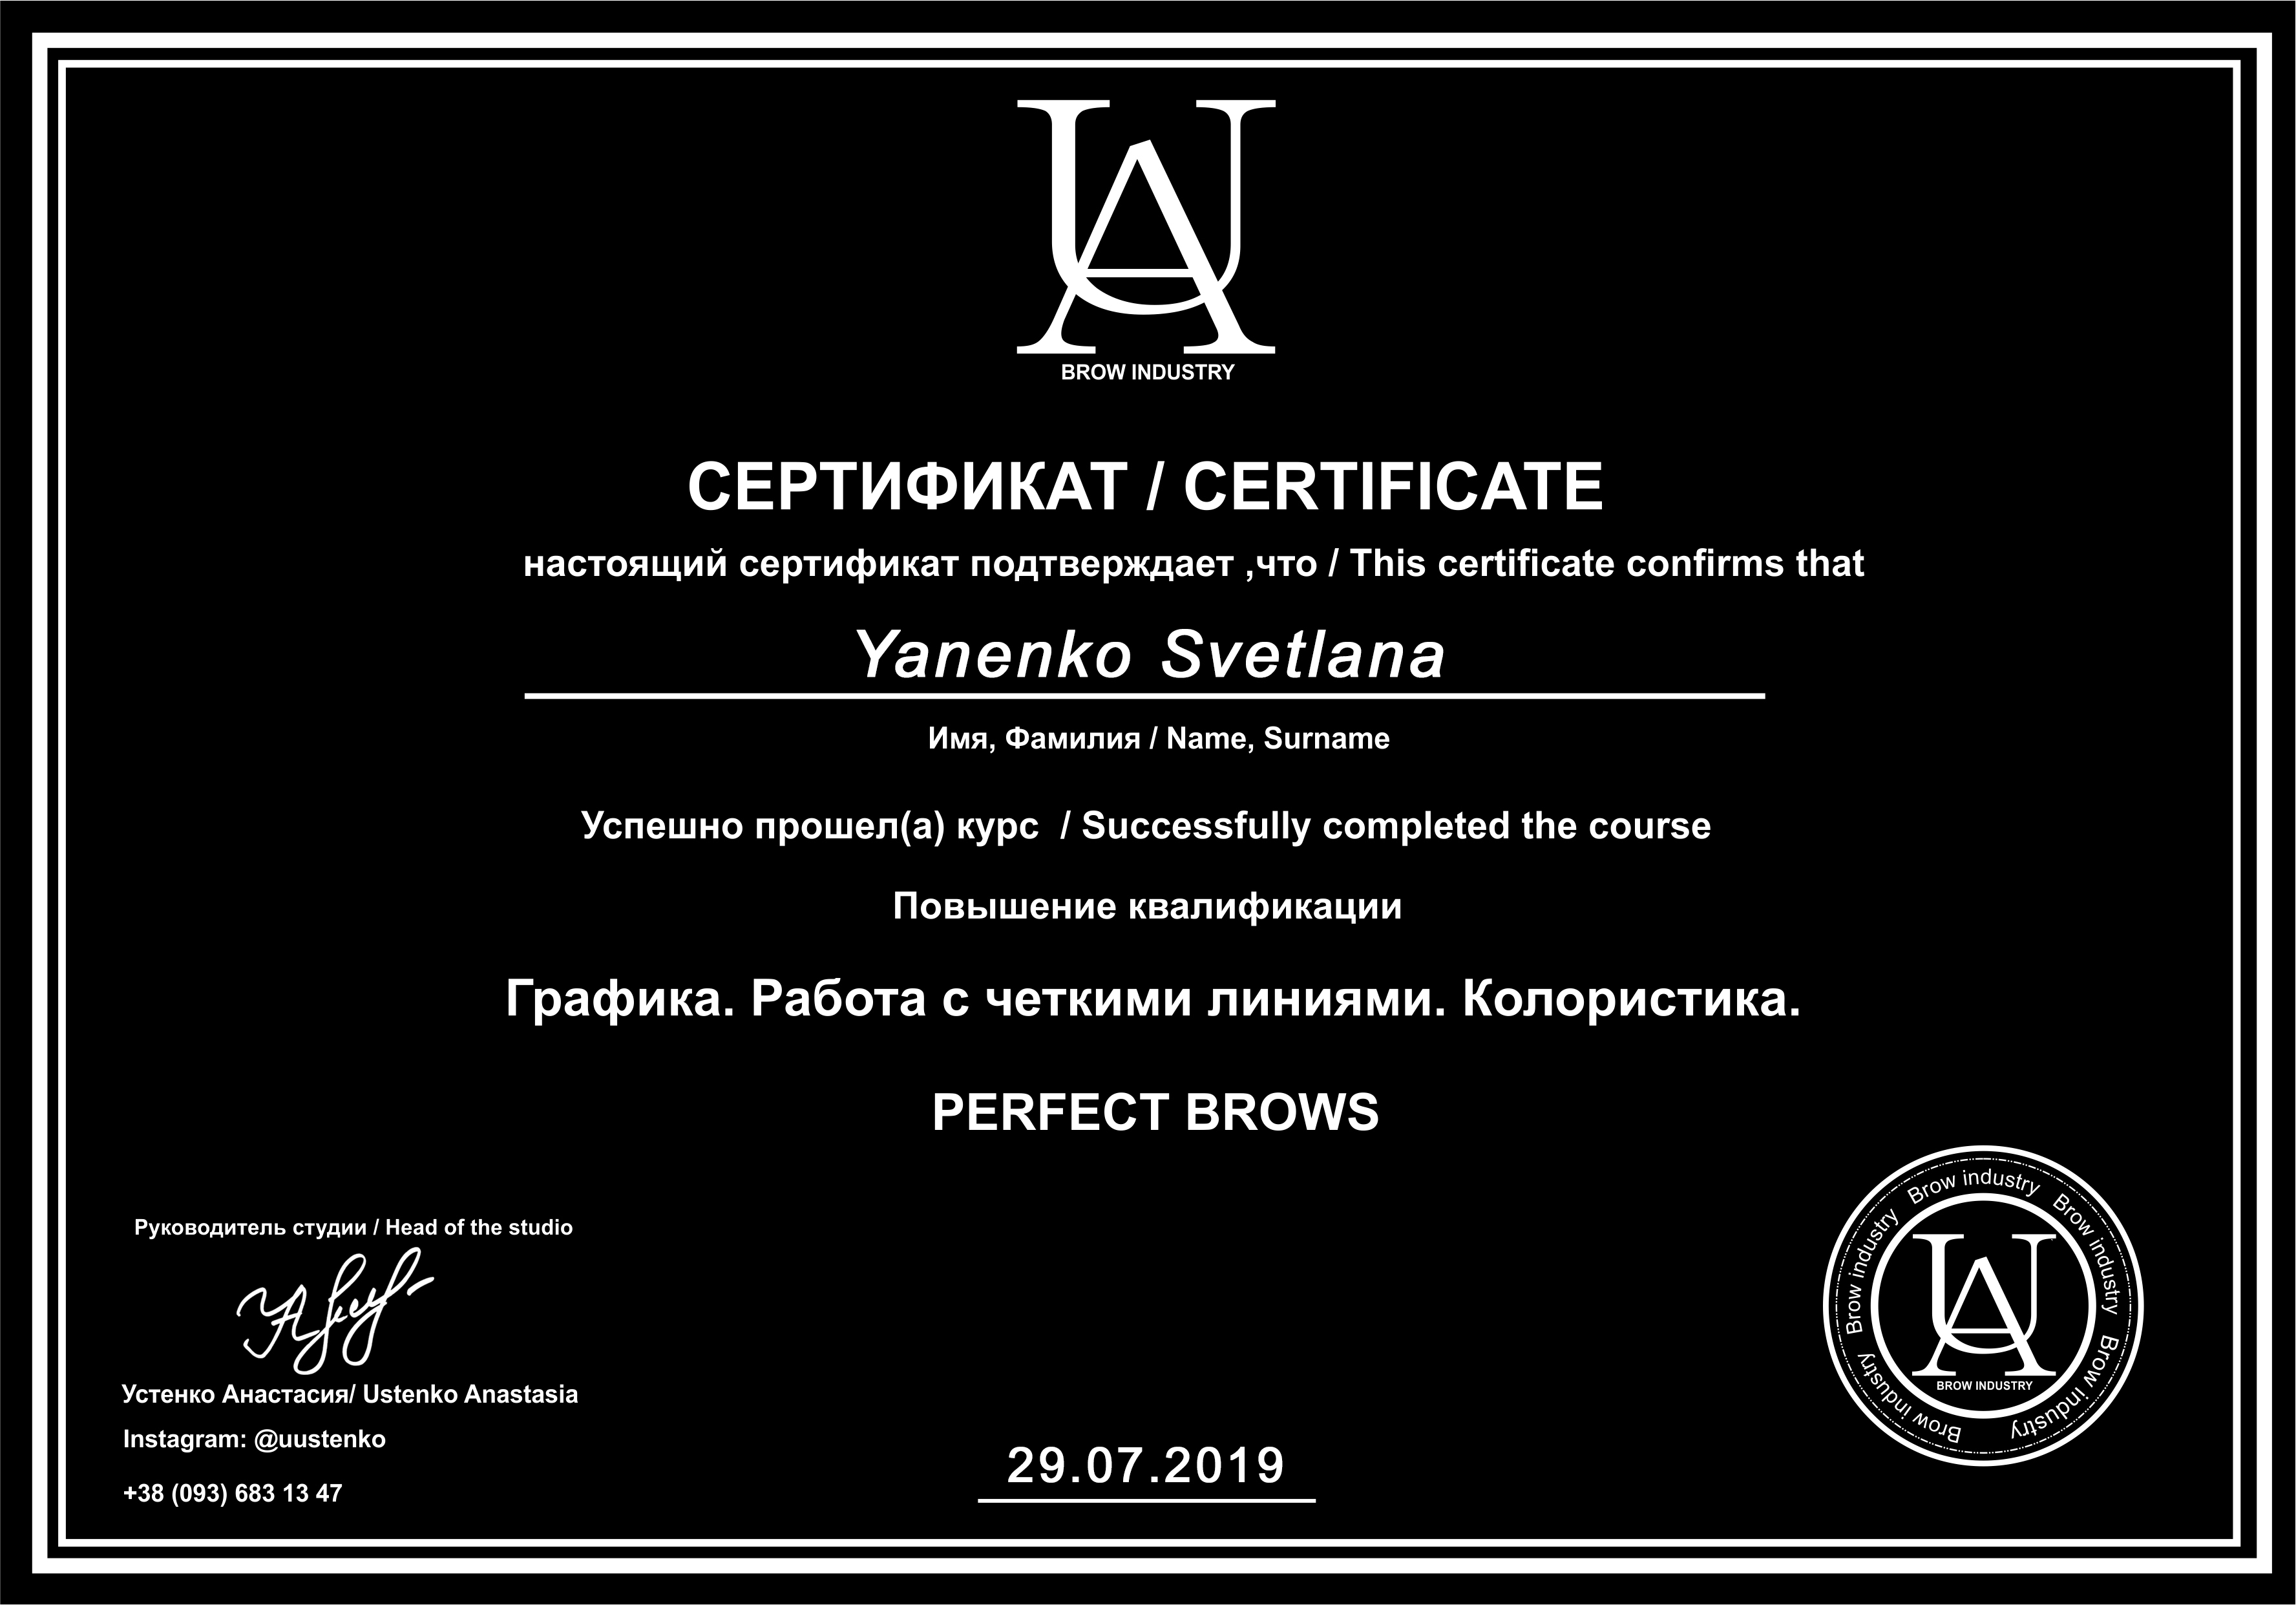 UA
BROW INDUSTRY
СЕРТИФИКАТ / CERTIFICATE
настоящий сертификат подтверждает ,что / This certificate confirms that
Yanenko Svetlana
Имя, Фамилия / Name, Surname
Успешно прошел(а) курс / Successfully completed the course
Повышение квалификации
Графика. Работа с четкими линиями. Колористика.
PERFECT BROWS
Руководитель студии / Head of the studio
Устенко Анастасия/ Ustenko Anastasia
Instagram: @uustenko
+38 (093) 683 13 47
29.07.2019
Brow industry Brow industry Brow industry Brow industry Brow industry
UA
BROW INDUSTRY